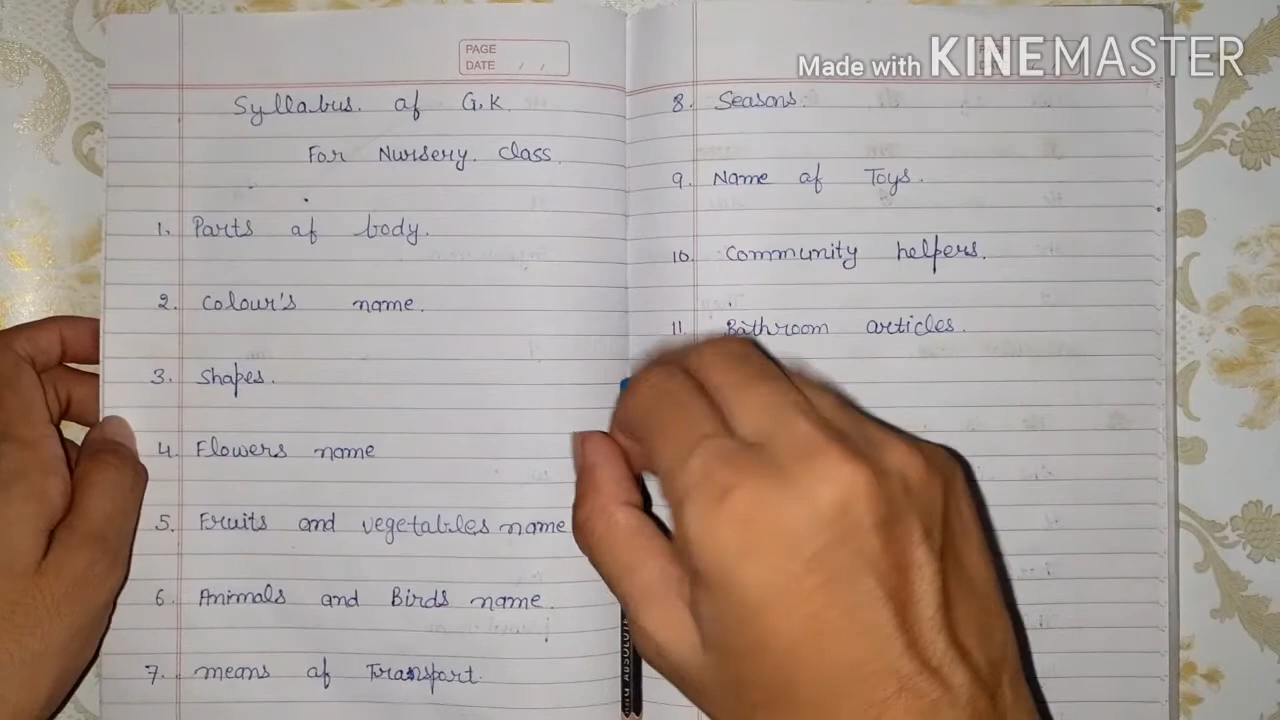 Made with KINEMASTER
PAGE
DATE / /
Syllabus. of G.K.
For Nursery. Class.
1. Parts of body.
2. Colour's name.
3. Shapes.
4. Flowers name
5. Fruits and vegetables name
6. Animals and Birds name.
7. means of Transport.
8. Seasons.
9. Name of Toys.
10. Community helpers.
11. Bathroom articles.
ABSOLUTE